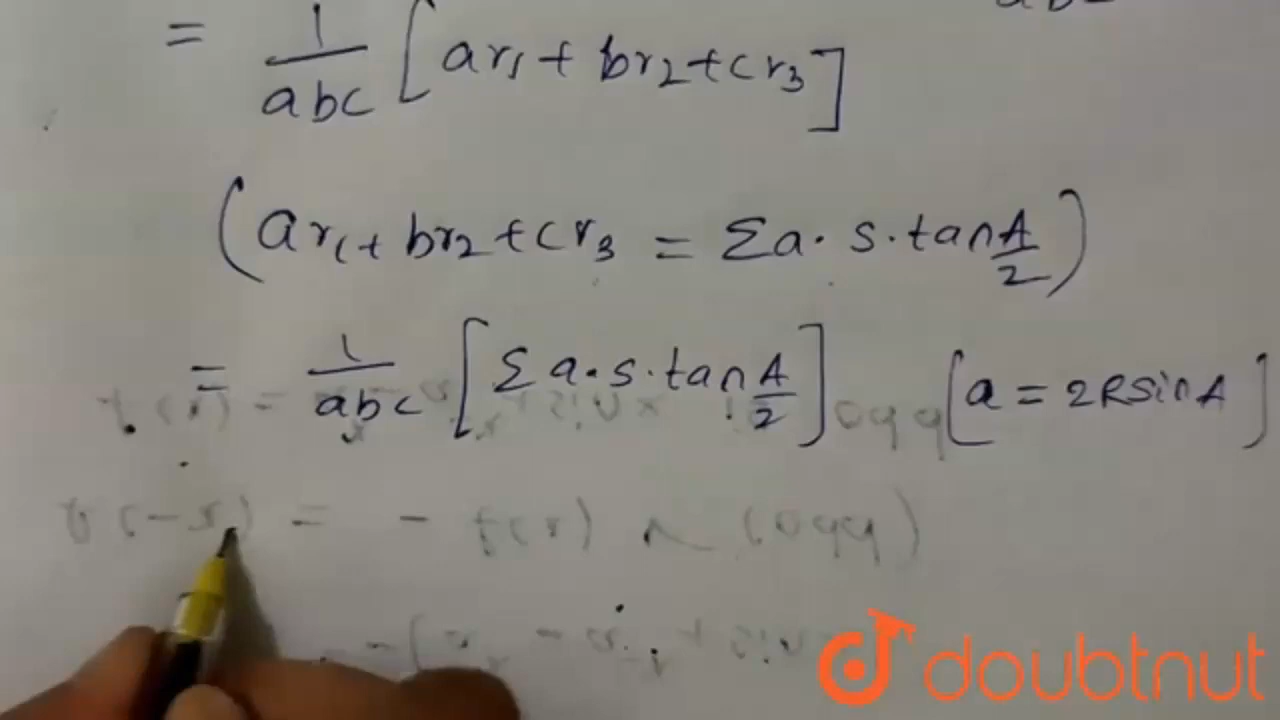 = 1/abc [ar₁ + br₂ + cr₃]
(ar₁ + br₂ + cr₃ = Σa · s · tan A/2)
= 1/abc [Σa · s · tan A/2] [a = 2R sin A]
doubtnut